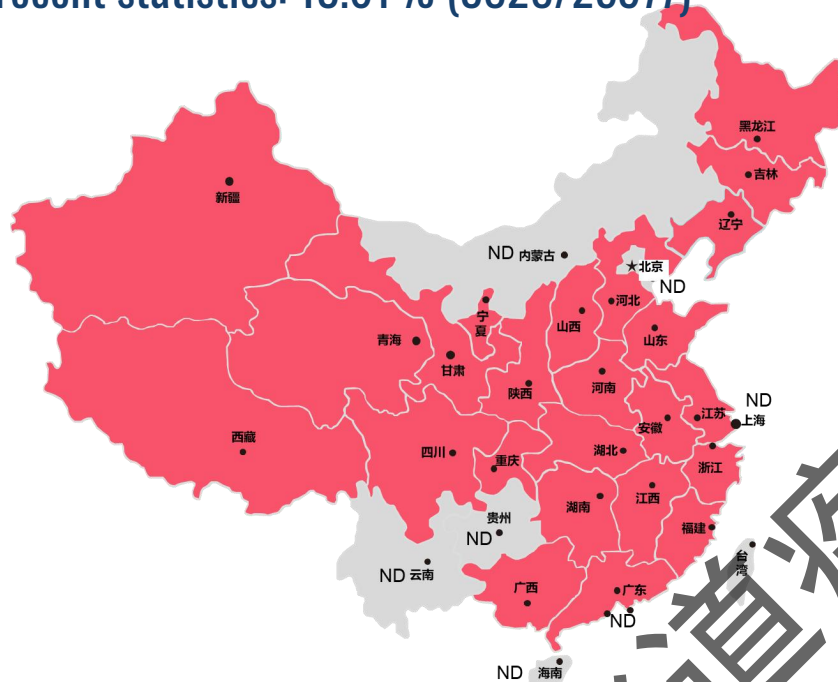 黑龙江
吉林
新疆
辽宁
ND 内蒙古
★北京
ND
宁夏
河北
山西
青海
山东
甘肃
河南
陕西
ND
江苏
上海
安徽
西藏
四川
重庆
湖北
浙江
江西
湖南
贵州
ND
福建
台湾
ND 云南
广西
广东
ND
ND 海南
道